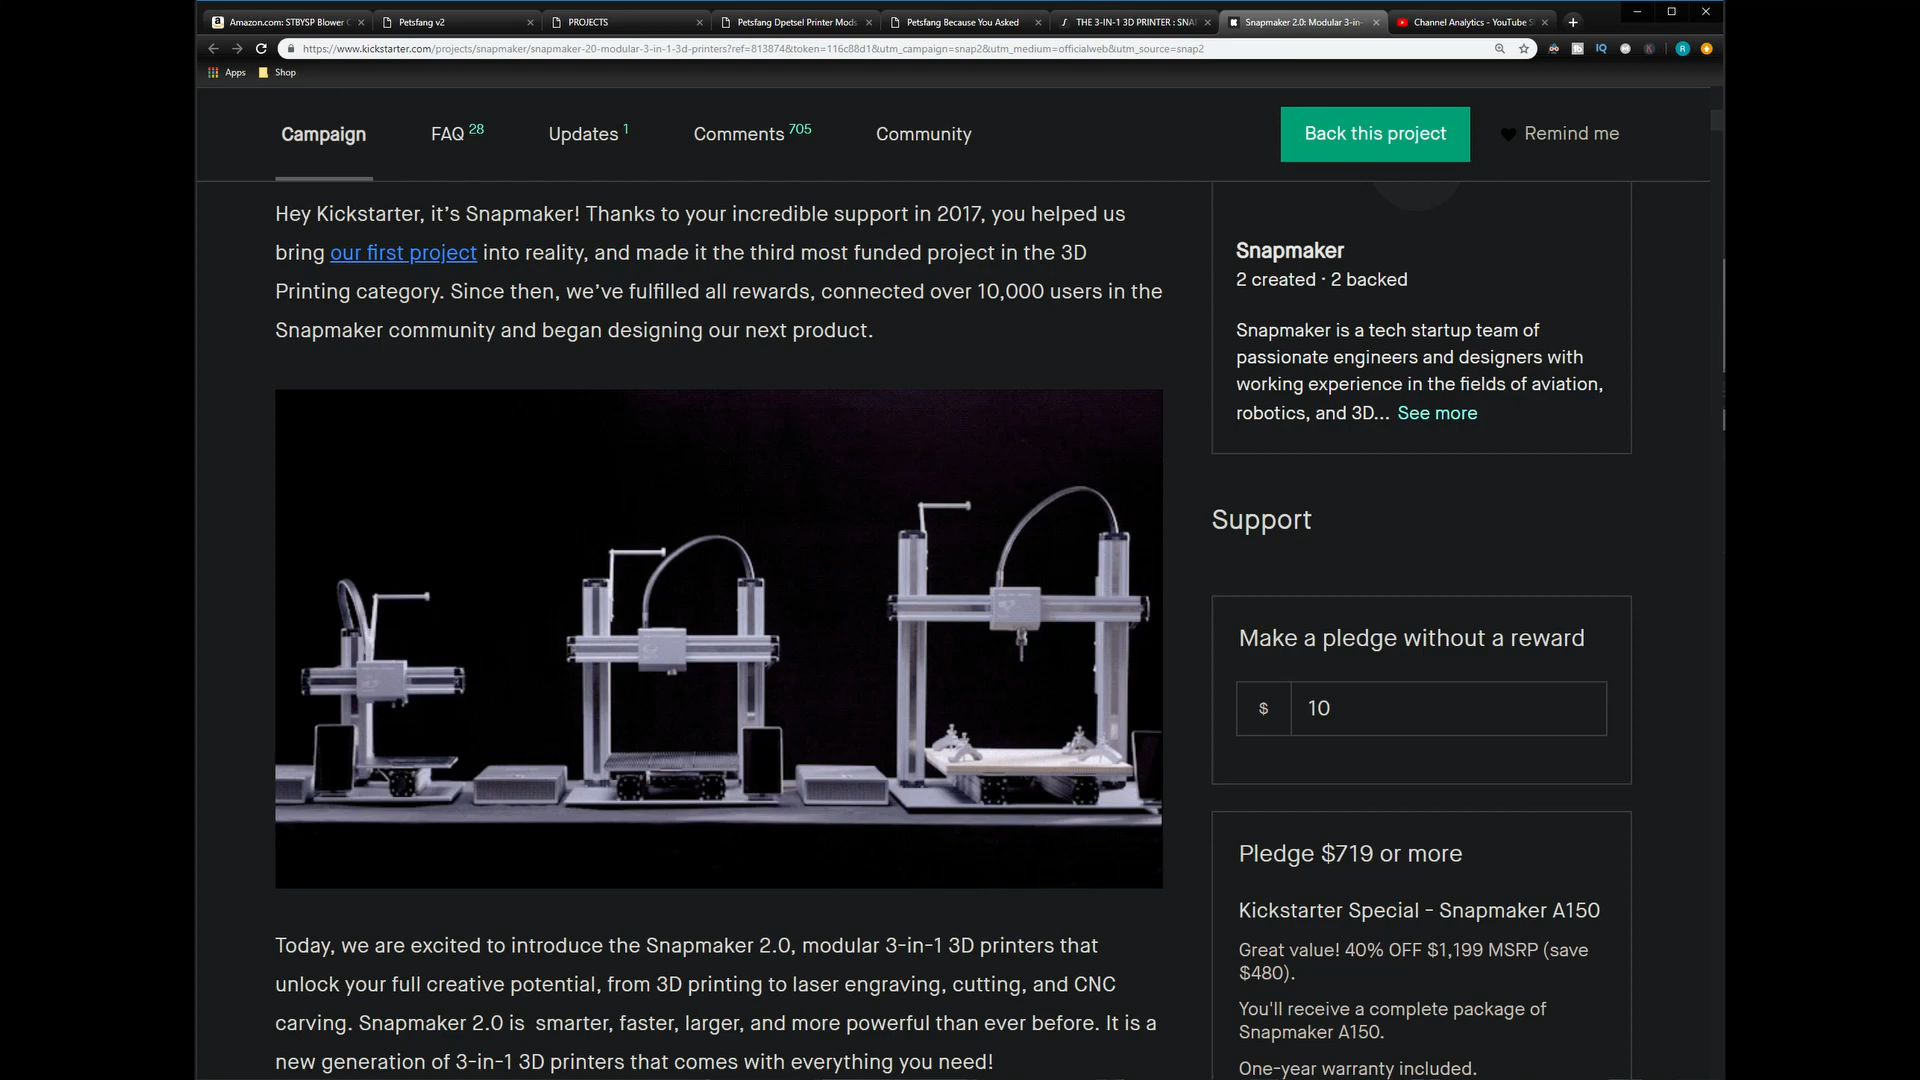 Amazon.com: STBYSP Blower C
Petsfang v2
PROJECTS
Petsfang Dpetsel Printer Mods
Petsfang Because You Asked
THE 3-IN-1 3D PRINTER : SNA
Snapmaker 2.0: Modular 3-in-
Channel Analytics - YouTube S
https://www.kickstarter.com/projects/snapmaker/snapmaker-20-modular-3-in-1-3d-printers?ref=813874&token=116c88d1&utm_campaign=snap2&utm_medium=officialweb&utm_source=snap2
IQ
R
Apps
Shop
Campaign
FAQ 28
Updates 1
Comments 705
Community
Back this project
Remind me
Hey Kickstarter, it's Snapmaker! Thanks to your incredible support in 2017, you helped us
bring our first project into reality, and made it the third most funded project in the 3D
Printing category. Since then, we've fulfilled all rewards, connected over 10,000 users in the
Snapmaker community and began designing our next product.
Today, we are excited to introduce the Snapmaker 2.0, modular 3-in-1 3D printers that
unlock your full creative potential, from 3D printing to laser engraving, cutting, and CNC
carving. Snapmaker 2.0 is smarter, faster, larger, and more powerful than ever before. It is a
new generation of 3-in-1 3D printers that comes with everything you need!
Snapmaker
2 created · 2 backed
Snapmaker is a tech startup team of
passionate engineers and designers with
working experience in the fields of aviation,
robotics, and 3D... See more
Support
Make a pledge without a reward
$ 10
Pledge $719 or more
Kickstarter Special - Snapmaker A150
Great value! 40% OFF $1,199 MSRP (save
$480).
You'll receive a complete package of
Snapmaker A150.
One-year warranty included.